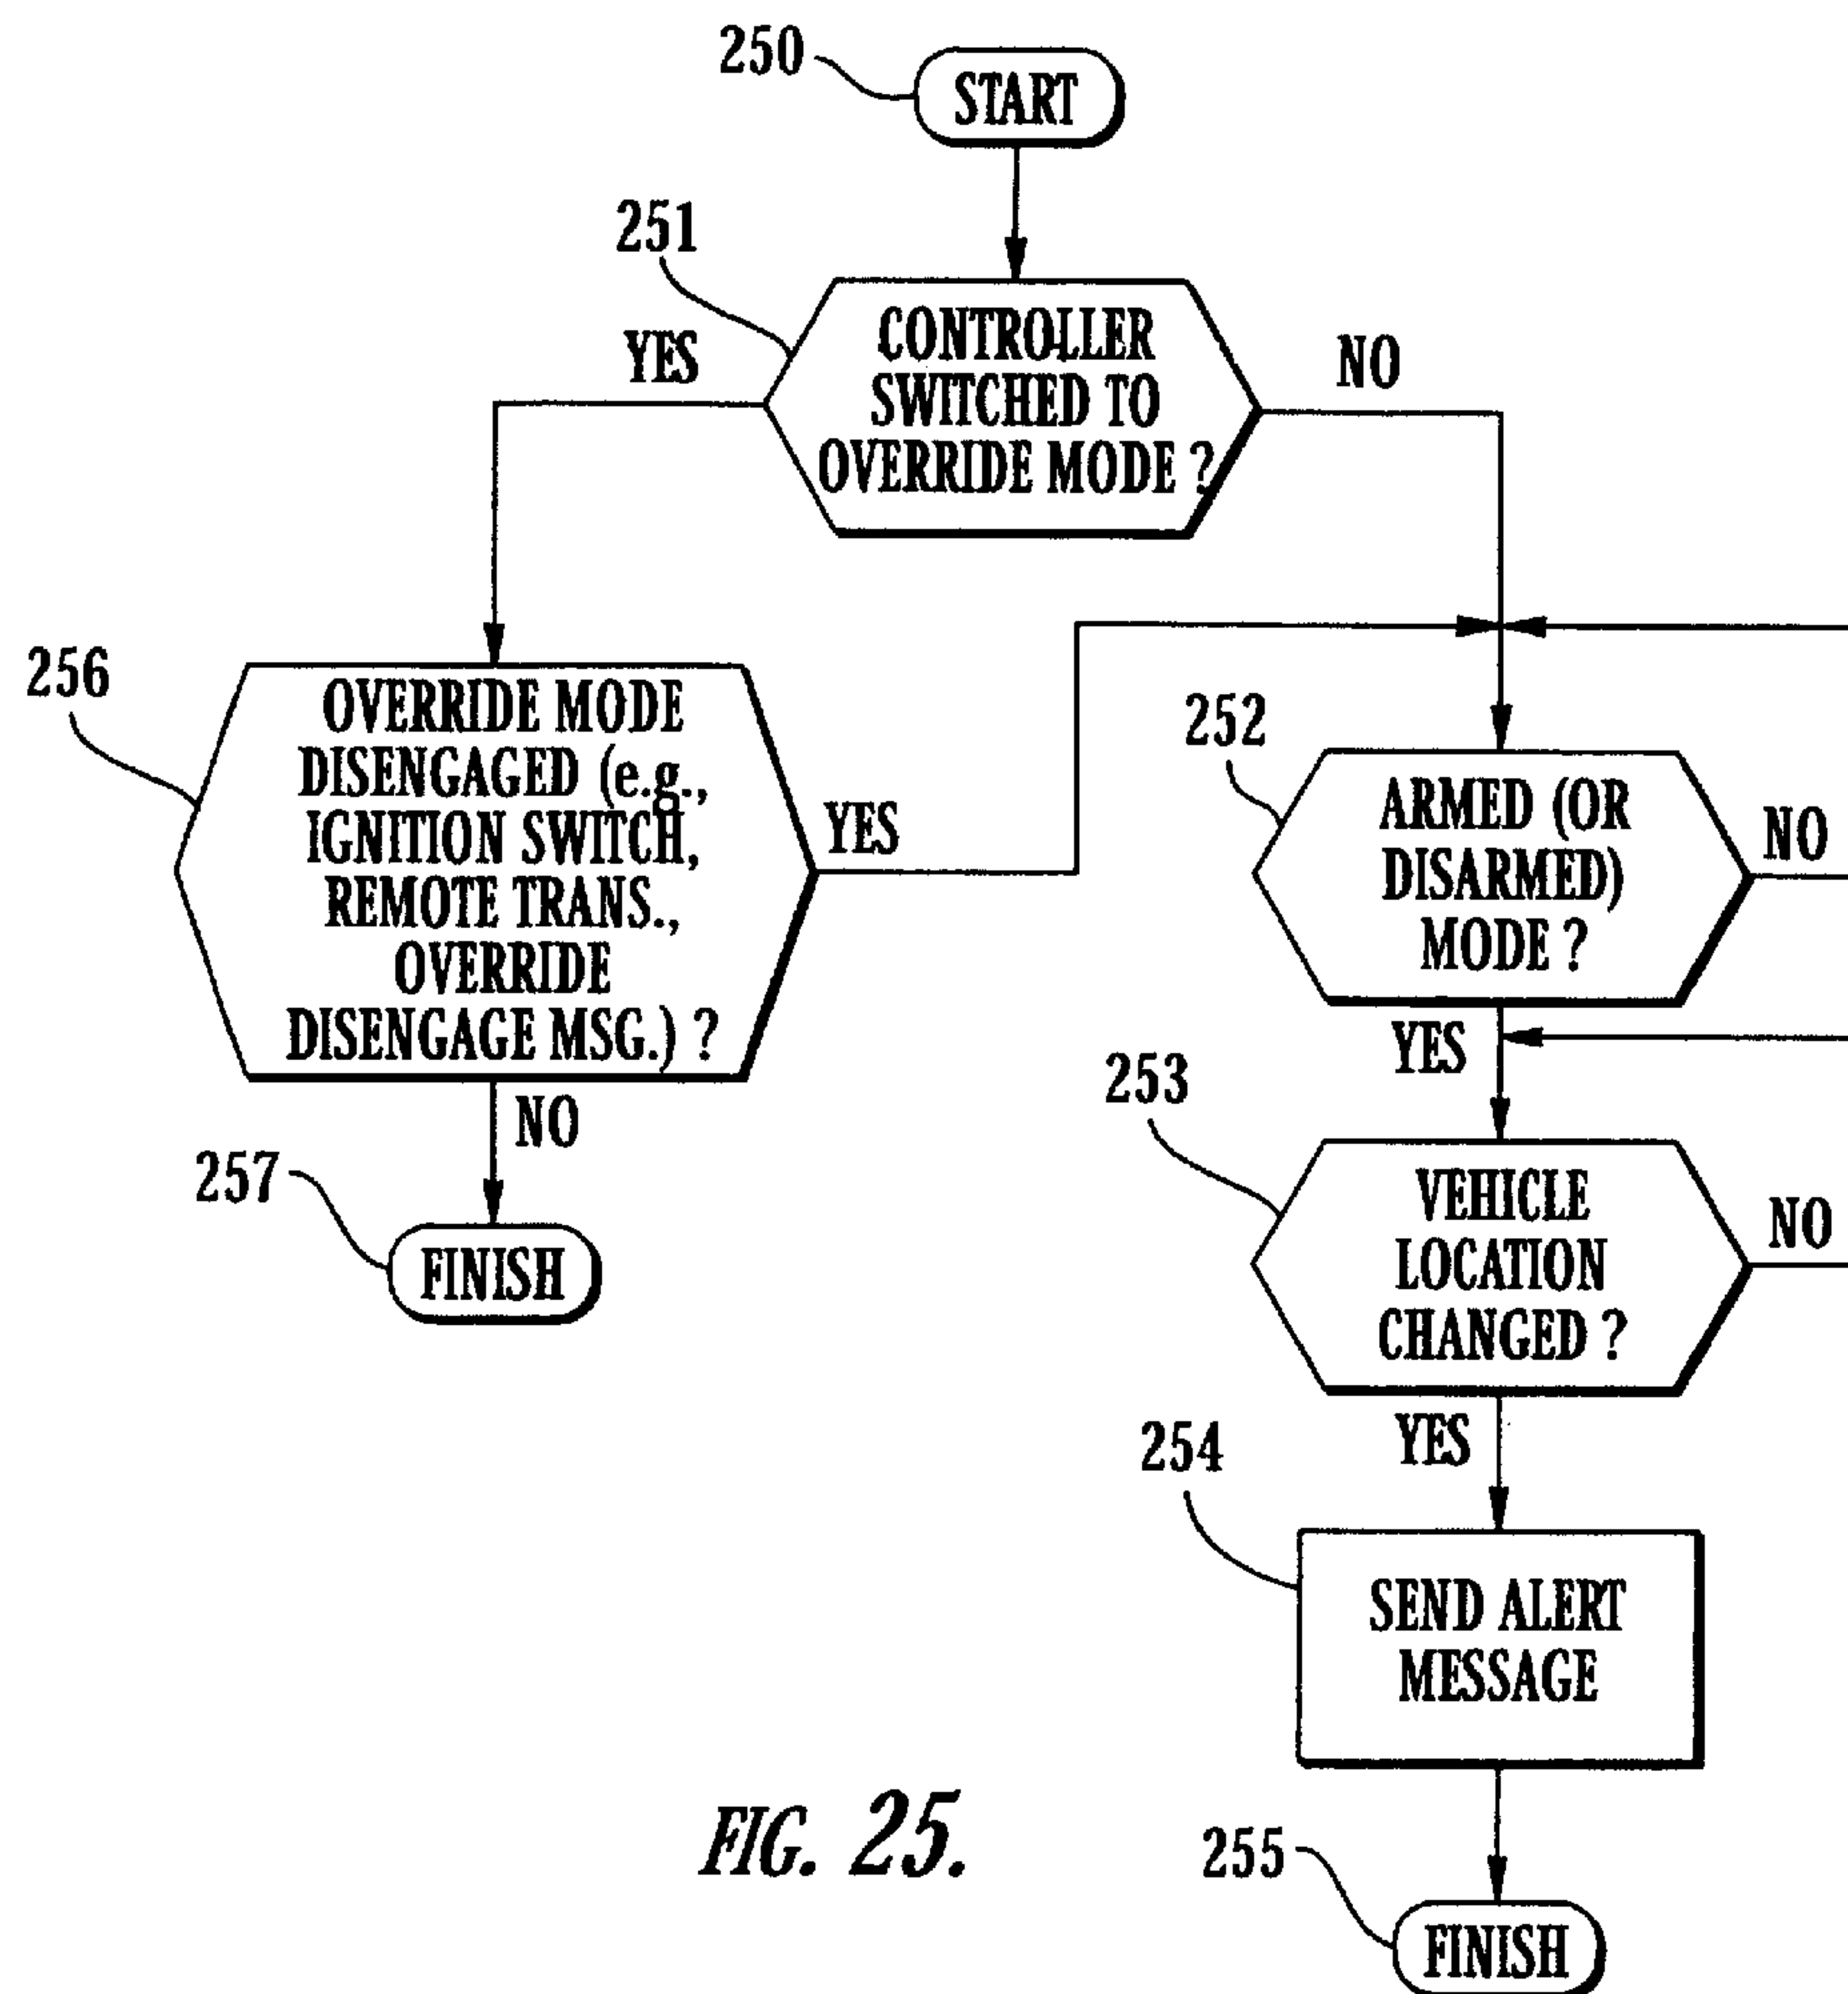 250
START
251
YES
CONTROLLER
SWITCHED TO
OVERRIDE MODE ?
NO
256
OVERRIDE MODE
DISENGAGED (e.g.,
IGNITION SWITCH,
REMOTE TRANS.,
OVERRIDE
DISENGAGE MSG.) ?
YES
NO
257
FINISH
252
ARMED (OR
DISARMED)
MODE ?
NO
YES
253
VEHICLE
LOCATION
CHANGED ?
NO
YES
254
SEND ALERT
MESSAGE
255
FINISH
FIG. 25.